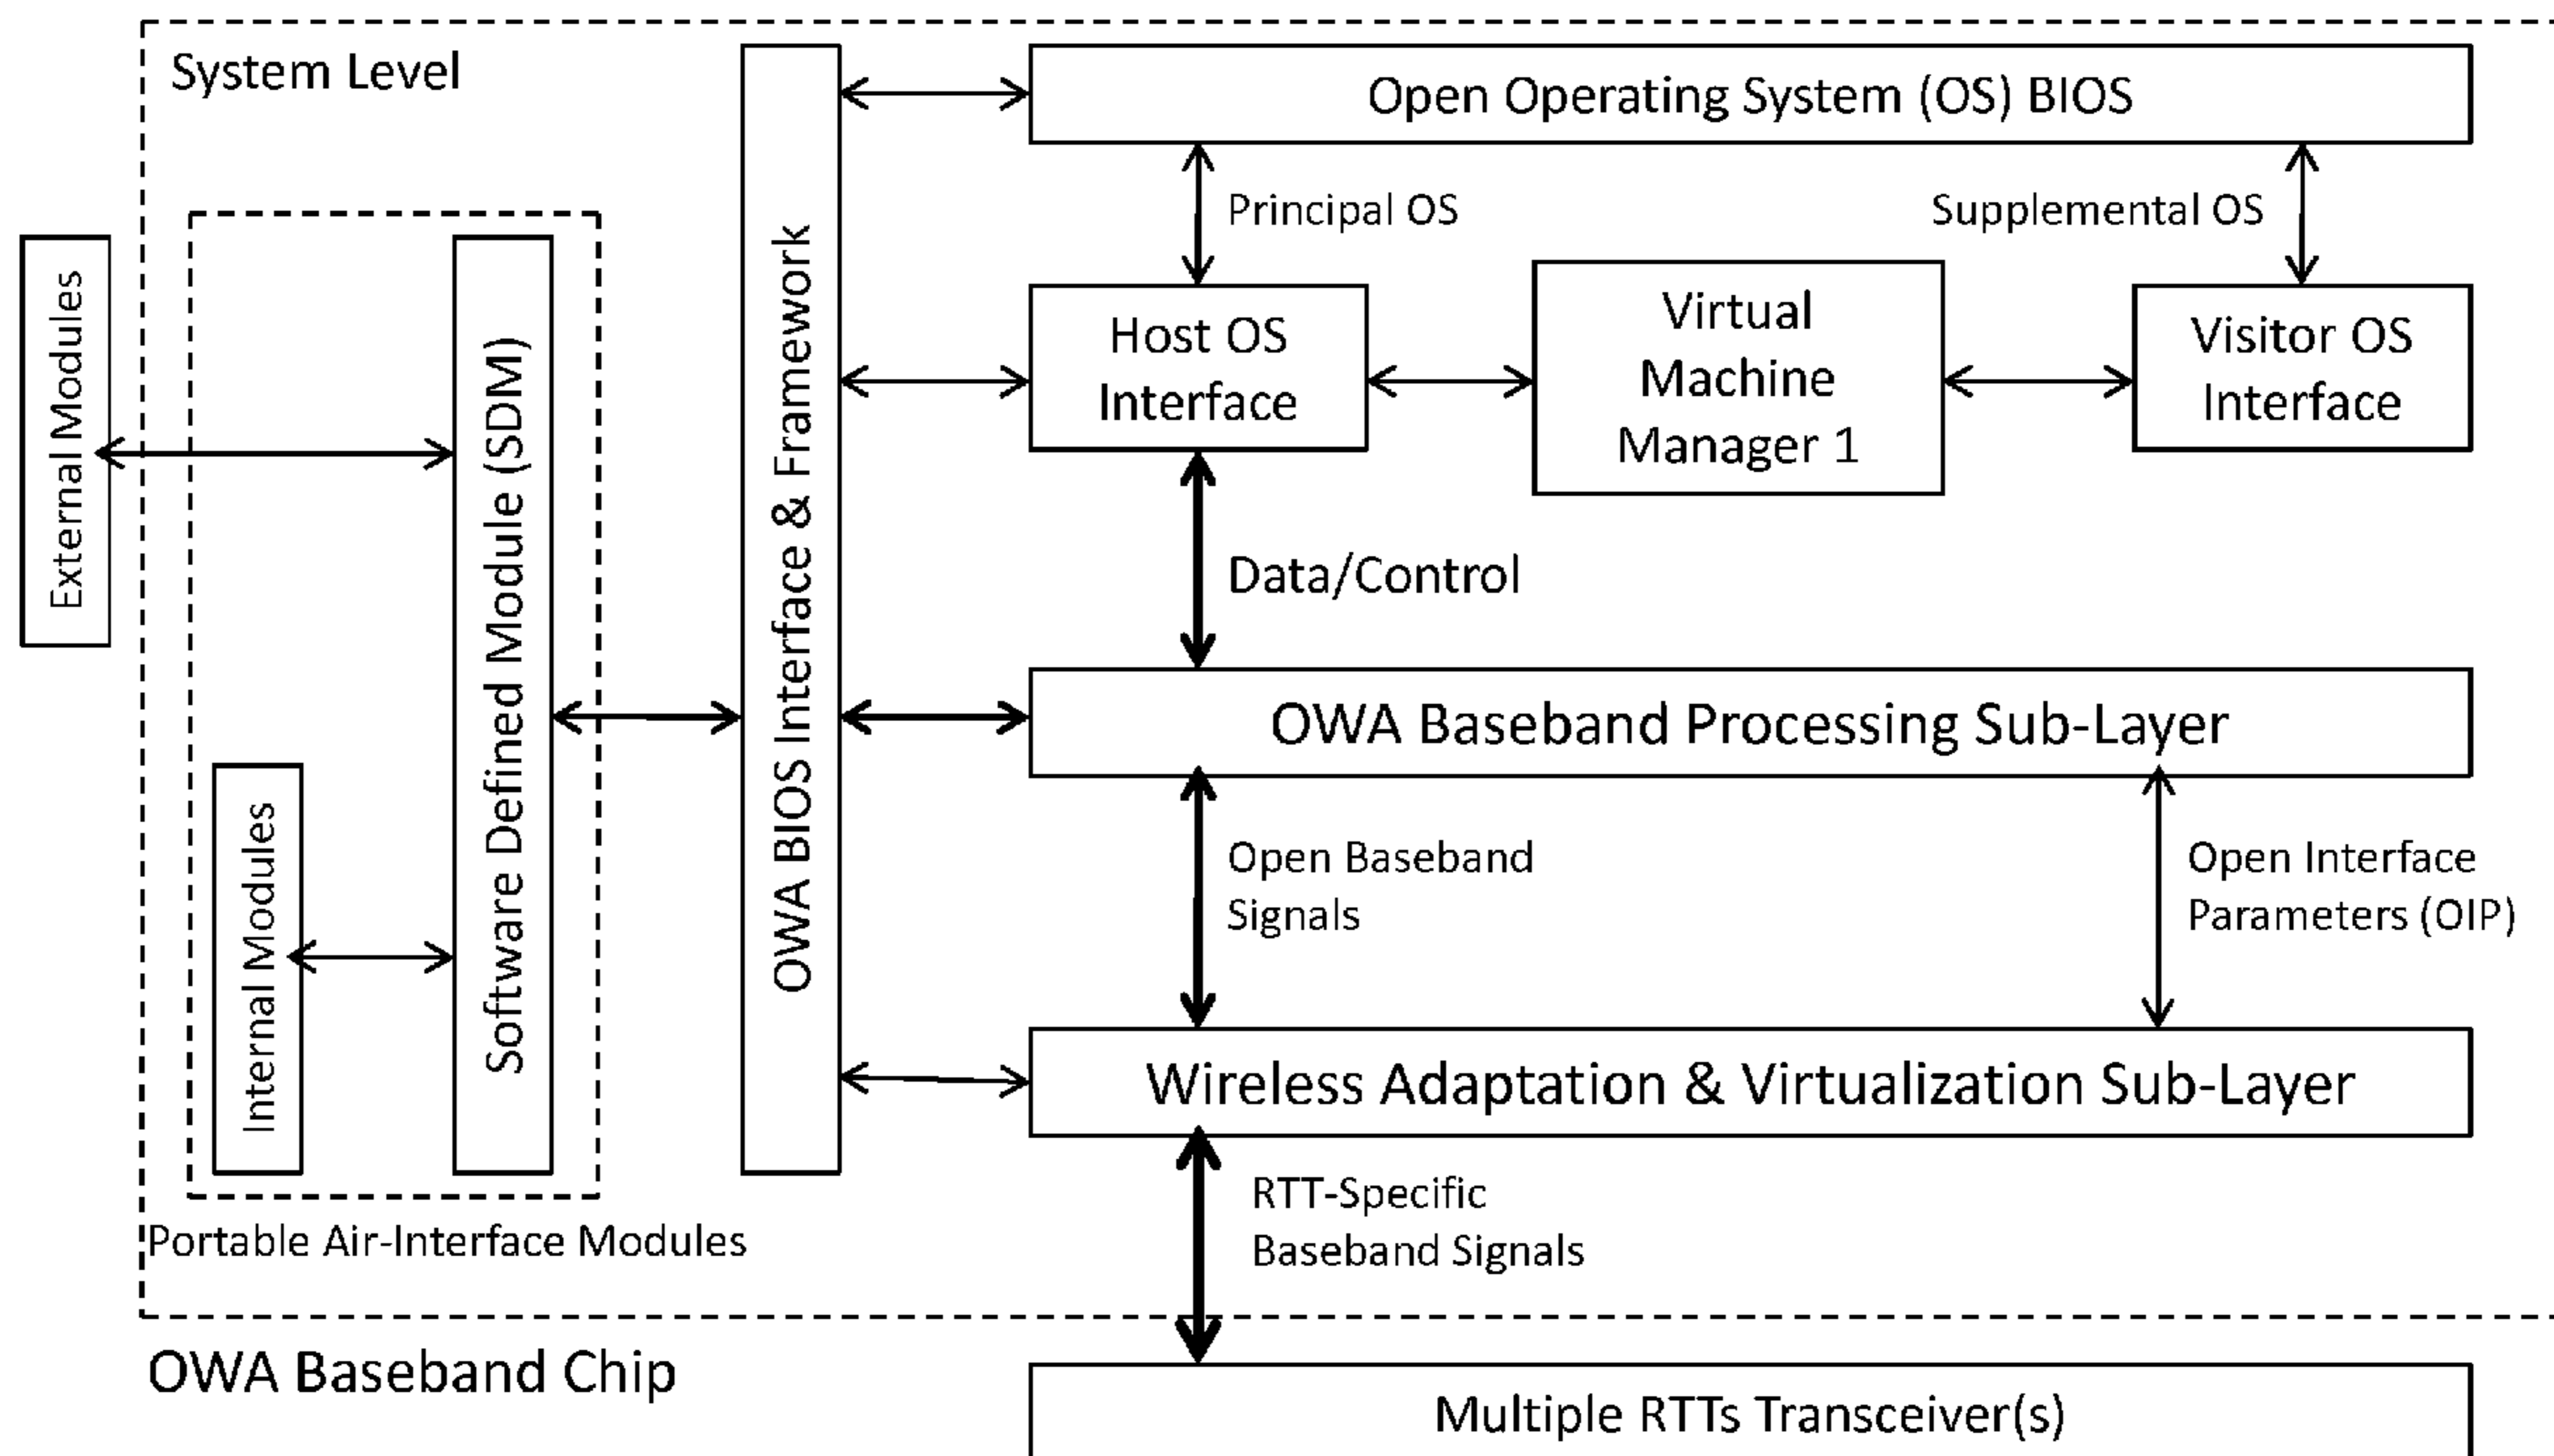 System Level
Open Operating System (OS) BIOS
Principal OS
Supplemental OS
External Modules
Software Defined Module (SDM)
OWA BIOS Interface & Framework
Host OS
Interface
Virtual
Machine
Manager 1
Visitor OS
Interface
Data/Control
OWA Baseband Processing Sub-Layer
Internal Modules
Open Baseband
Signals
Open Interface
Parameters (OIP)
Wireless Adaptation & Virtualization Sub-Layer
RTT-Specific
Baseband Signals
Portable Air-Interface Modules
OWA Baseband Chip
Multiple RTTs Transceiver(s)